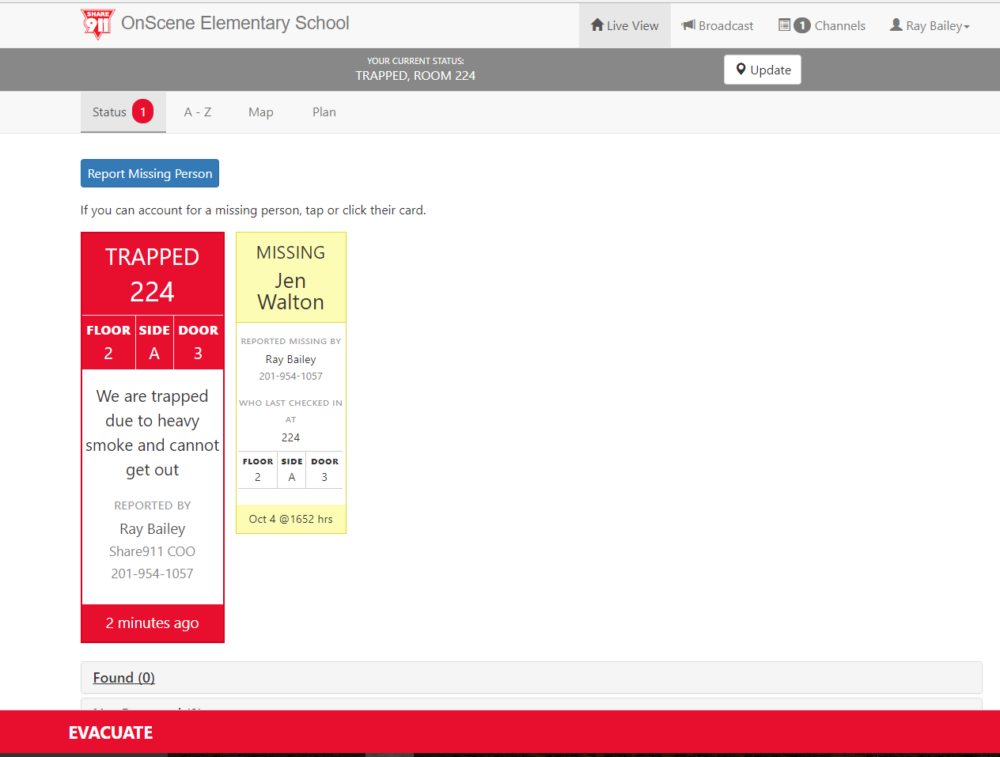 SHARE
911
OnScene Elementary School
Live View
Broadcast
1 Channels
Ray Bailey
YOUR CURRENT STATUS:
TRAPPED, ROOM 224
Update
Status 1
A - Z
Map
Plan
Report Missing Person
If you can account for a missing person, tap or click their card.
TRAPPED
224
FLOOR SIDE DOOR
2 A 3
We are trapped
due to heavy
smoke and cannot
get out
REPORTED BY
Ray Bailey
Share911 COO
201-954-1057
2 minutes ago
MISSING
Jen
Walton
REPORTED MISSING BY
Ray Bailey
201-954-1057
WHO LAST CHECKED IN
AT
224
FLOOR SIDE DOOR
2 A 3
Oct 4 @1652 hrs
Found (0)
EVACUATE